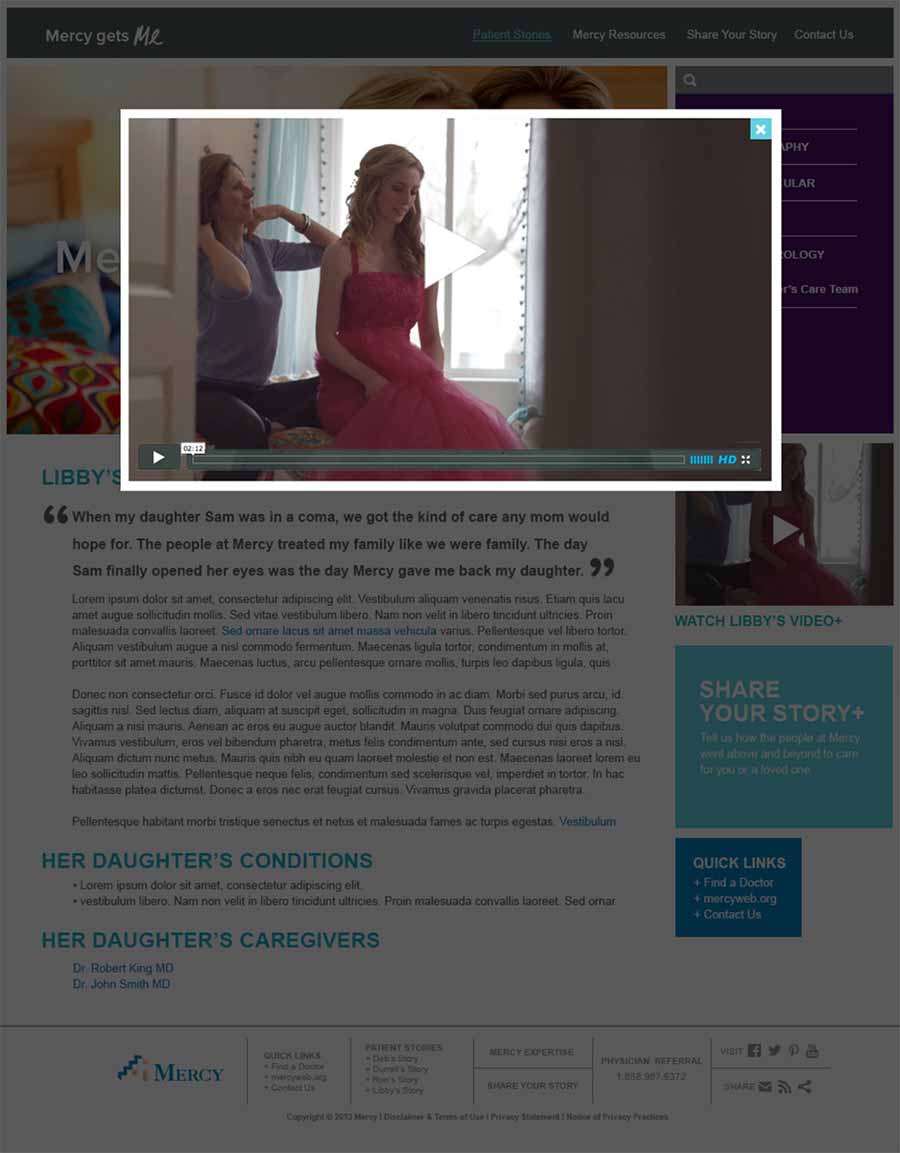 Mercy gets Me
Patient Stories Mercy Resources Share Your Story Contact Us
Me
APHY
ULAR
OLOGY
r's Care Team
02:12
HD
LIBBY'S
“ When my daughter Sam was in a coma, we got the kind of care any mom would
hope for. The people at Mercy treated my family like we were family. The day
Sam finally opened her eyes was the day Mercy gave me back my daughter. ”
Lorem ipsum dolor sit amet, consectetur adipiscing elit. Vestibulum aliquam venenatis risus. Etiam quis lacu
amet augue sollicitudin mollis. Sed vitae vestibulum libero. Nam non velit in libero tincidunt ultricies. Proin
malesuada convallis laoreet. Sed ornare lacus sit amet massa vehicula varius. Pellentesque vel libero tortor.
Aliquam vestibulum augue a nisl commodo fermentum. Maecenas ligula tortor, condimentum in mollis at,
porttitor sit amet mauris. Maecenas luctus, arcu pellentesque ornare mollis, turpis leo dapibus ligula, quis
Donec non consectetur orci. Fusce id dolor vel augue mollis commodo in ac diam. Morbi sed purus arcu, id
sagittis nisl. Sed lectus diam, aliquam at suscipit eget, sollicitudin in magna. Duis feugiat ornare adipiscing.
Aliquam a nisi mauris. Aenean ac eros eu augue auctor blandit. Mauris volutpat commodo dui quis dapibus.
Vivamus vestibulum, eros vel bibendum pharetra, metus felis condimentum ante, sed cursus nisi eros a nisl.
Aliquam dictum nunc metus. Mauris quis nibh eu quam laoreet molestie et non est. Maecenas laoreet lorem eu
leo sollicitudin mattis. Pellentesque neque felis, condimentum sed scelerisque vel, imperdiet in tortor. In hac
habitasse platea dictumst. Donec a eros nec erat feugiat cursus. Vivamus gravida placerat pharetra.
Pellentesque habitant morbi tristique senectus et netus et malesuada fames ac turpis egestas. Vestibulum
HER DAUGHTER'S CONDITIONS
• Lorem ipsum dolor sit amet, consectetur adipiscing elit.
• vestibulum libero. Nam non velit in libero tincidunt ultricies. Proin malesuada convallis laoreet. Sed ornar
HER DAUGHTER'S CAREGIVERS
Dr. Robert King MD
Dr. John Smith MD
WATCH LIBBY'S VIDEO+
SHARE
YOUR STORY+
Tell us how the people at Mercy
went above and beyond to care
for you or a loved one.
QUICK LINKS
+ Find a Doctor
+ mercyweb.org
+ Contact Us
MERCY
QUICK LINKS
+ Find a Doctor
+ mercyweb.org
+ Contact Us
PATIENT STORIES
+ Deb's Story
+ Durrell's Story
+ Ron's Story
+ Libby's Story
MERCY EXPERTISE
SHARE YOUR STORY
PHYSICIAN REFERRAL
1.888.987.6372
VISIT
SHARE
Copyright © 2013 Mercy | Disclaimer & Terms of Use | Privacy Statement | Notice of Privacy Practices